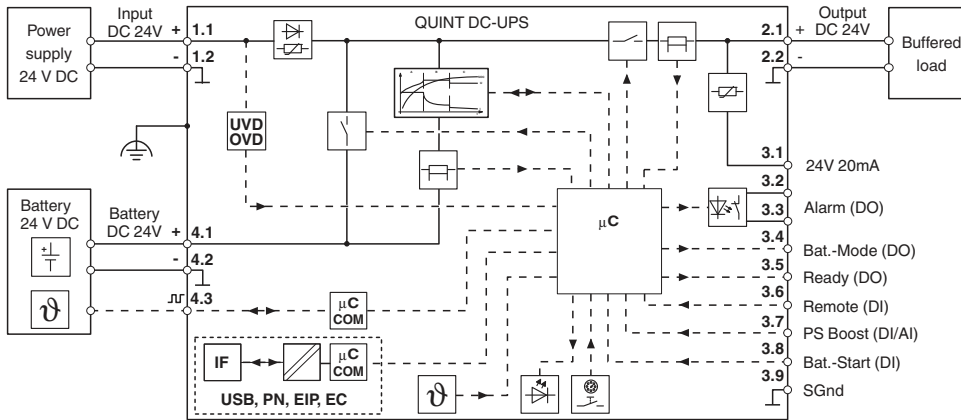 Power
supply
24 V DC
Input
DC 24V
+
1.1
-
1.2
QUINT DC-UPS
Output
2.1
+
DC 24V
2.2
-
Buffered
load
UVD
OVD
3.1
24V 20mA
3.2
Alarm (DO)
3.3
3.4
Bat.-Mode (DO)
3.5
Ready (DO)
3.6
Remote (DI)
3.7
PS Boost (DI/AI)
3.8
Bat.-Start (DI)
3.9
SGnd
µC
Battery
24 V DC
+
Battery
DC 24V
+
4.1
-
4.2
4.3
ϑ
µC
COM
IF
µC
COM
USB, PN, EIP, EC
ϑ